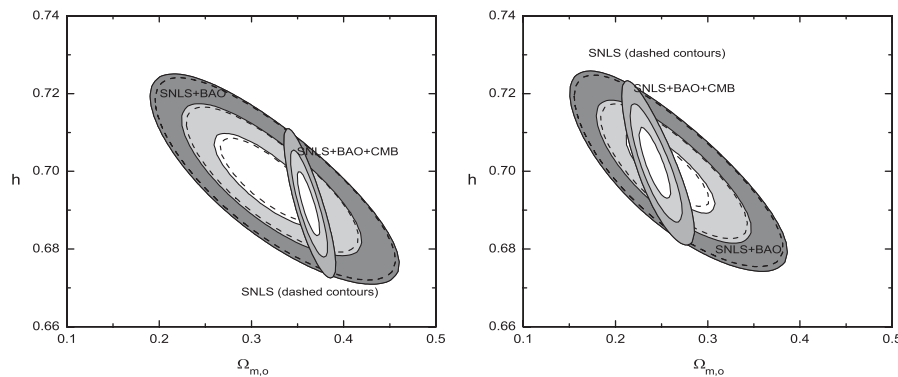 0.74
0.72
0.70
0.68
0.66
h
0.1
0.2
0.3
0.4
0.5
Ωm,o
SNLS+BAO
SNLS+BAO+CMB
SNLS (dashed contours)
0.74
0.72
0.70
0.68
0.66
h
0.1
0.2
0.3
0.4
0.5
Ωm,o
SNLS (dashed contours)
SNLS+BAO+CMB
SNLS+BAO